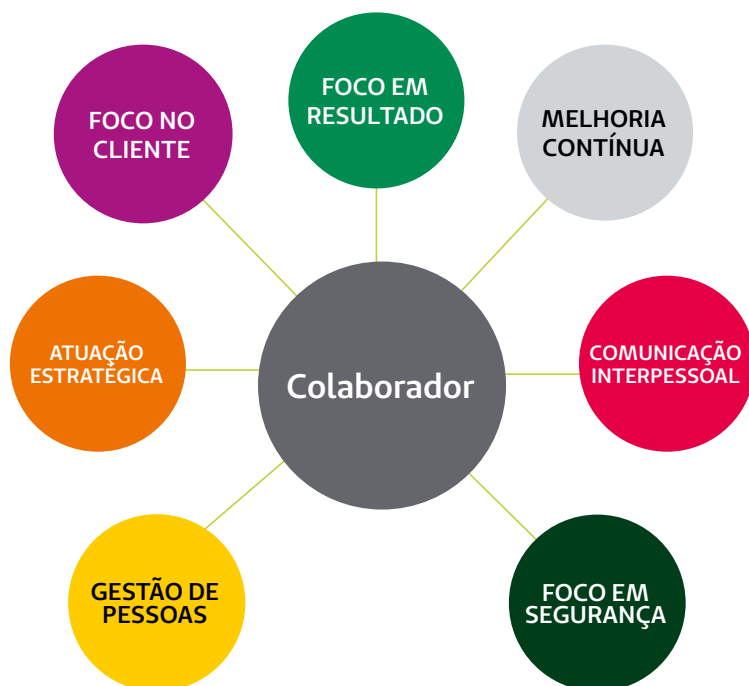 FOCO NO
CLIENTE
FOCO EM
RESULTADO
MELHORIA
CONTÍNUA
ATUAÇÃO
ESTRATÉGICA
Colaborador
COMUNICAÇÃO
INTERPESSOAL
GESTÃO DE
PESSOAS
FOCO EM
SEGURANÇA